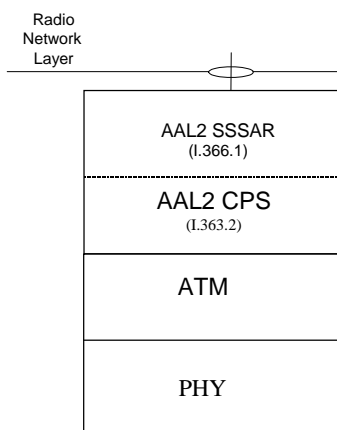 Radio
Network
Layer
AAL2 SSSAR
(I.366.1)
AAL2 CPS
(I.363.2)
ATM
PHY